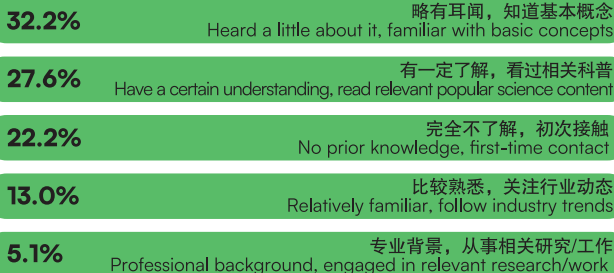 32.2%
略有耳闻，知道基本概念
Heard a little about it, familiar with basic concepts
27.6%
有一定了解，看过相关科普
Have a certain understanding, read relevant popular science content
22.2%
完全不了解，初次接触
No prior knowledge, first-time contact
13.0%
比较熟悉，关注行业动态
Relatively familiar, follow industry trends
5.1%
专业背景，从事相关研究/工作
Professional background, engaged in relevant research/work